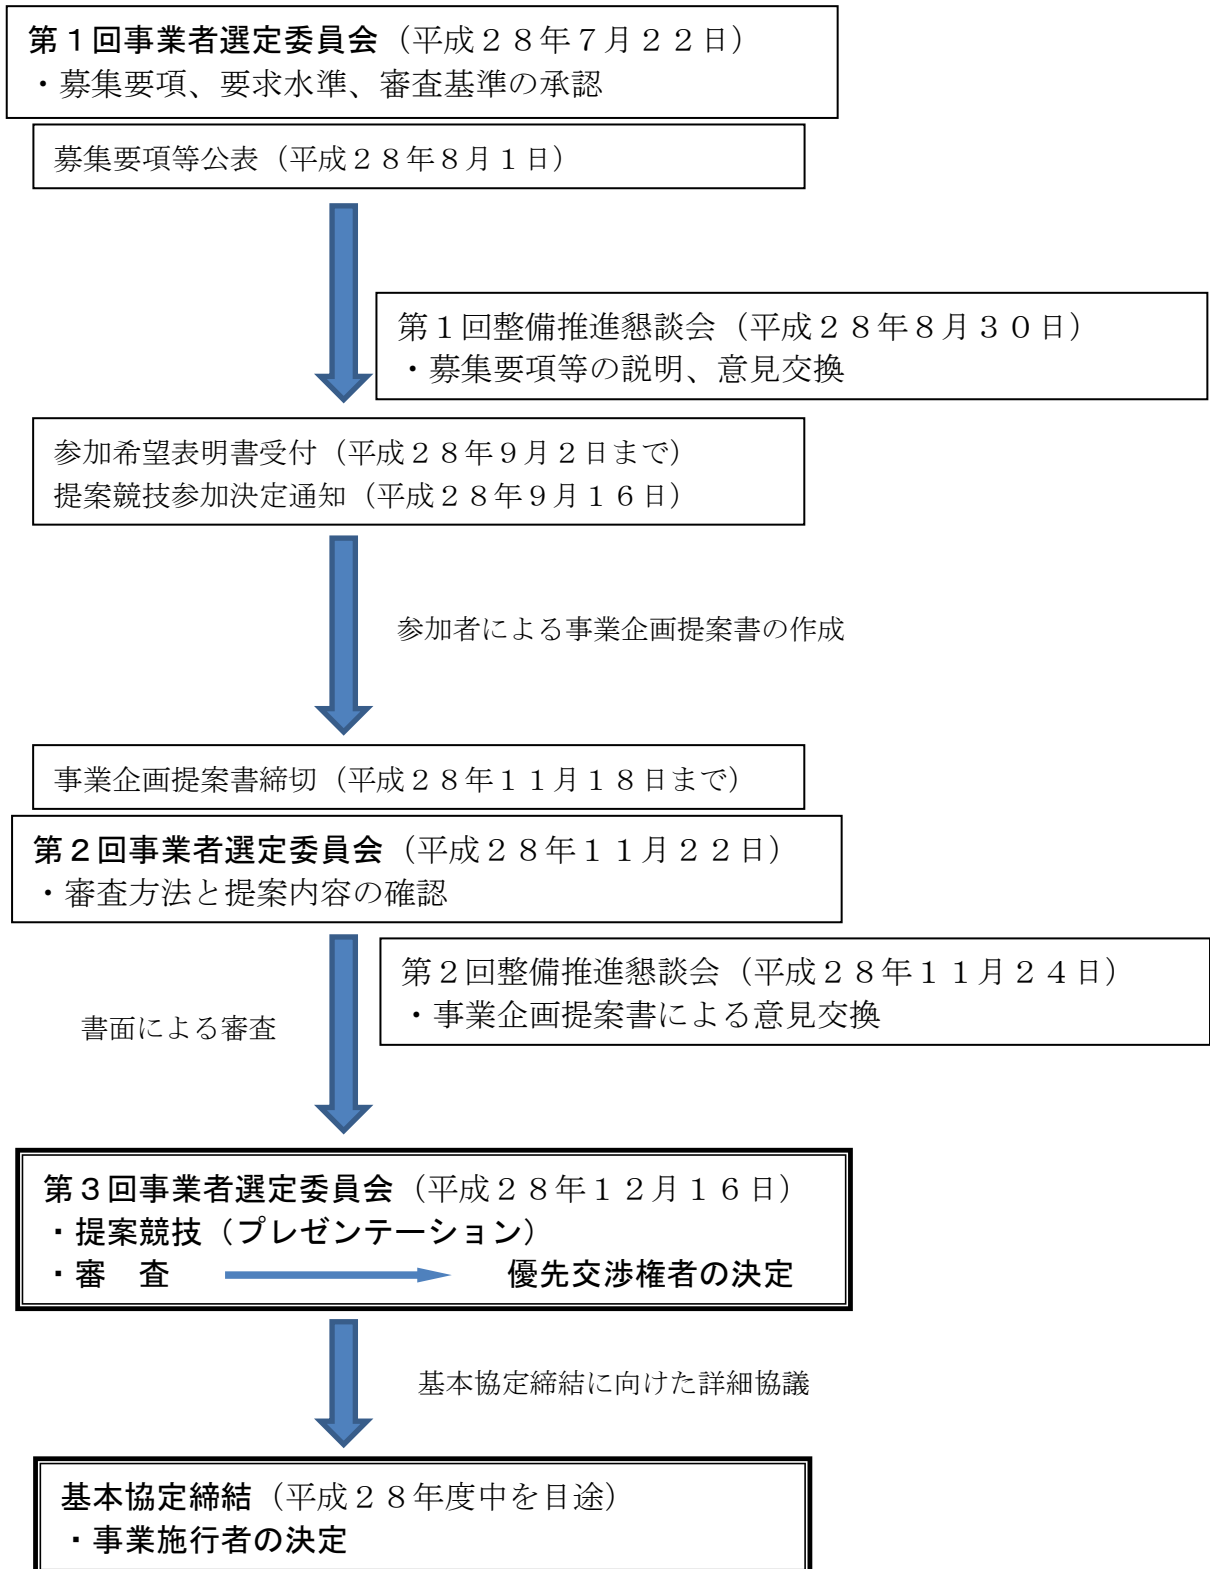 第１回事業者選定委員会（平成２８年７月２２日）
・募集要項、要求水準、審査基準の承認
募集要項等公表（平成２８年８月１日）
第１回整備推進懇談会（平成２８年８月３０日）
・募集要項等の説明、意見交換
参加希望表明書受付（平成２８年９月２日まで）
提案競技参加決定通知（平成２８年９月１６日）
参加者による事業企画提案書の作成
事業企画提案書締切（平成２８年１１月１８日まで）
第２回事業者選定委員会（平成２８年１１月２２日）
・審査方法と提案内容の確認
第２回整備推進懇談会（平成２８年１１月２４日）
・事業企画提案書による意見交換
書面による審査
第３回事業者選定委員会（平成２８年１２月１６日）
・提案競技（プレゼンテーション）
・審　査　　　　　優先交渉権者の決定
基本協定締結に向けた詳細協議
基本協定締結（平成２８年度中を目途）
・事業施行者の決定